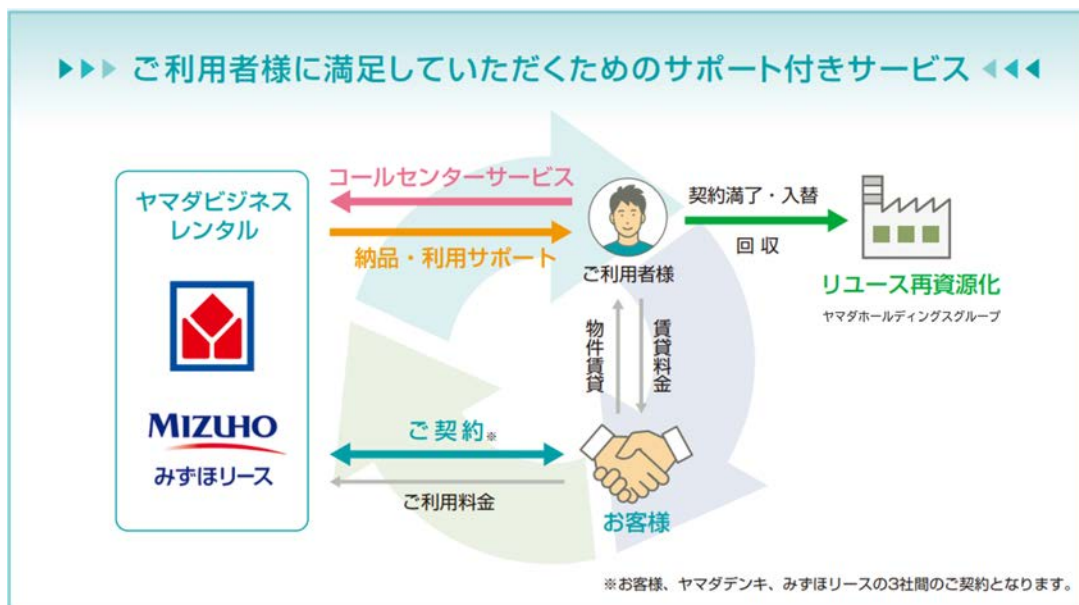 ご利用者様に満足していただくためのサポート付きサービス
ヤマダビジネス
レンタル
MIZUHO
みずほリース
コールセンターサービス
納品・利用サポート
ご利用者様
契約満了・入替
回収
リユース再資源化
ヤマダホールディングスグループ
物件賃貸
賃貸料金
ご契約※
ご利用料金
お客様
※お客様、ヤマダデンキ、みずほリースの3社間のご契約となります。